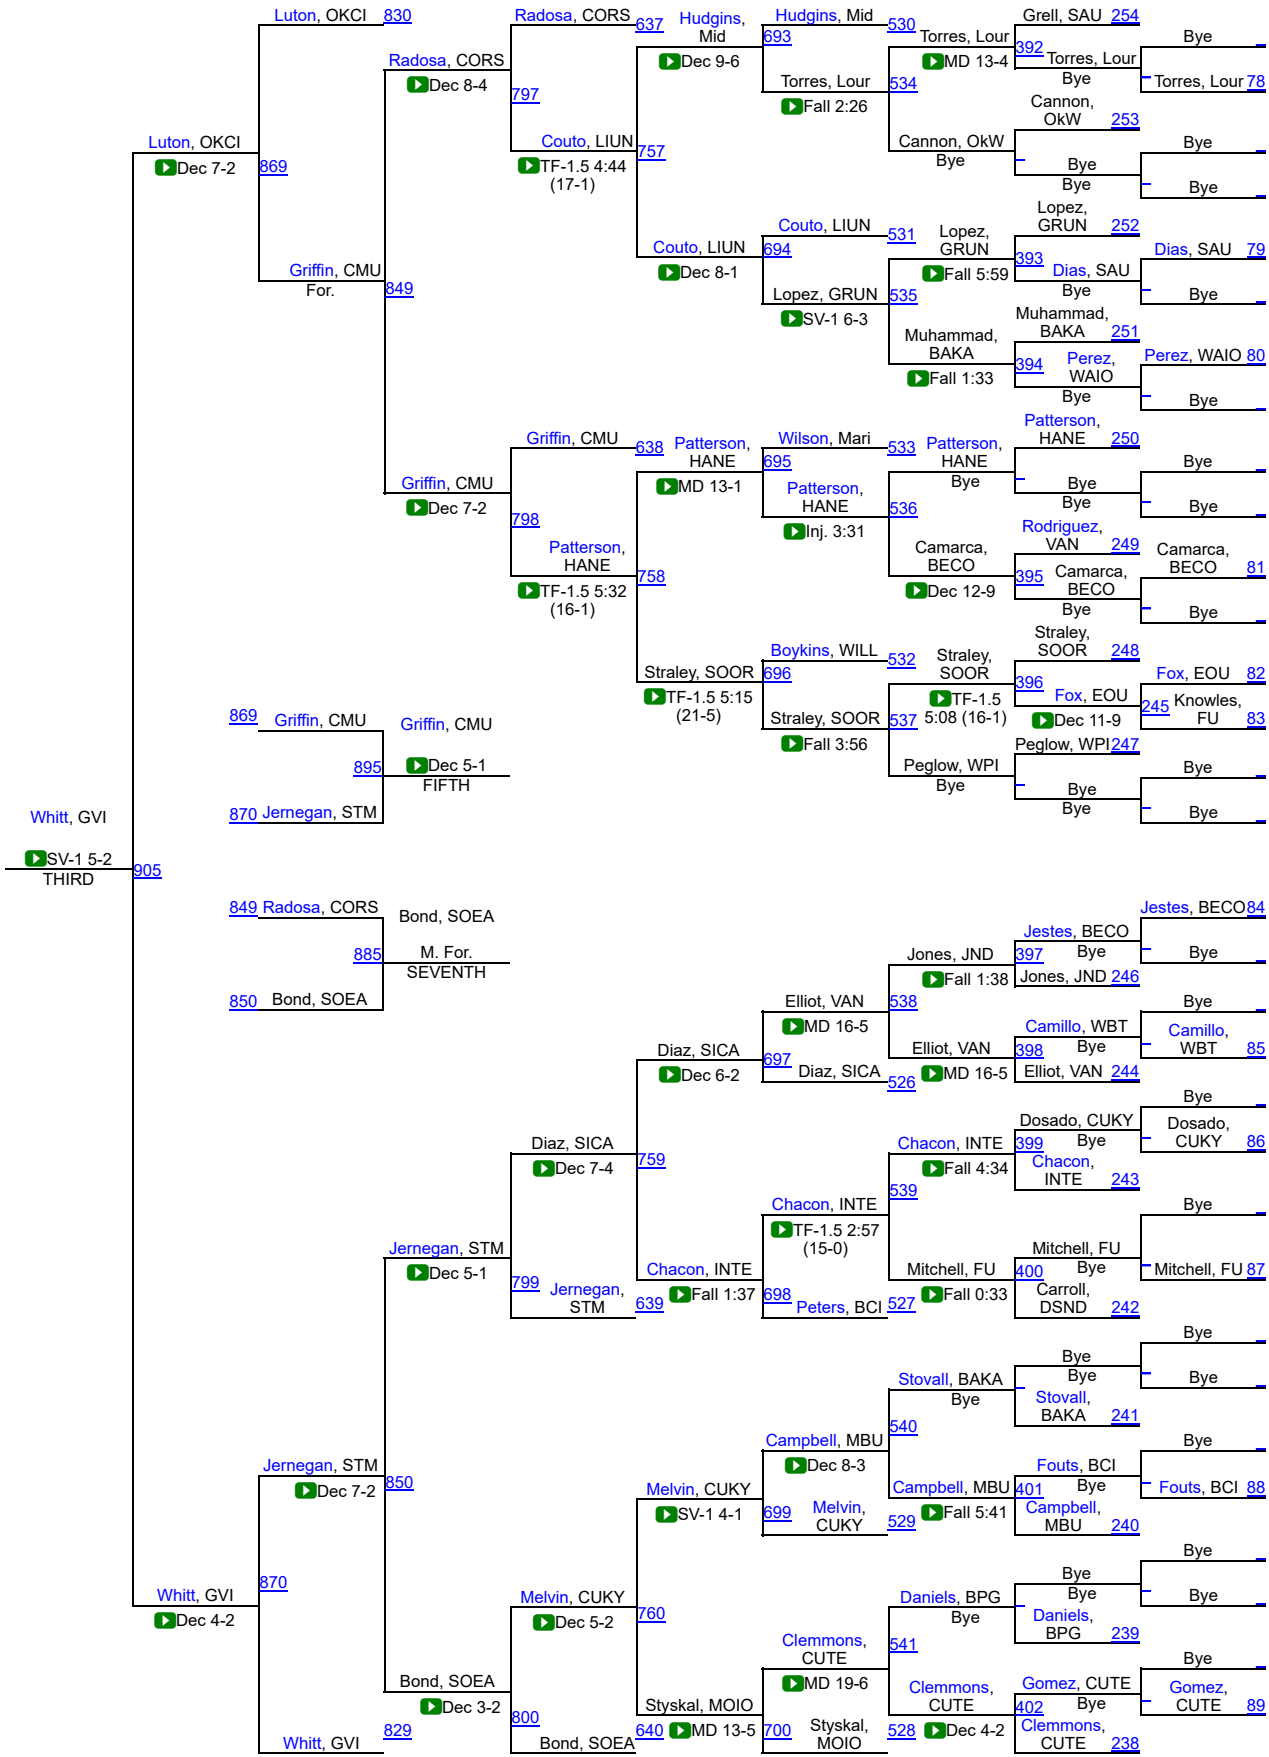 Luton, OKCI 830
Radosa, CORS 637
Hudgins, Mid
Hudgins, Mid 530
Grell, SAU 254
Bye
Torres, Lour
392
Torres, Lour
Radosa, CORS
693
MD 13-4
Bye
Torres, Lour 78
Dec 9-6
Dec 8-4
797
Torres, Lour
534
Fall 2:26
Cannon, OkW 253
Luton, OKCI
Couto, LIUN
757
Cannon, OkW
Bye
Bye
Bye
Dec 7-2
869
TF-1.5 4:44 (17-1)
Bye
Bye
Lopez, GRUN 252
Couto, LIUN 531
Lopez, GRUN
Dias, SAU 79
Couto, LIUN
694
393
Dias, SAU
Griffin, CMU
For.
849
Dec 8-1
Fall 5:59
Bye
Bye
Lopez, GRUN
535
SV-1 6-3
Muhammad, BAKA 251
Muhammad, BAKA
394
Perez, WAIO
Perez, WAIO 80
Fall 1:33
Bye
Bye
Griffin, CMU 638
Patterson, HANE
Wilson, Mari 533
Patterson, HANE
Patterson, HANE 250
Bye
695
Bye
Bye
Bye
Bye
Griffin, CMU
MD 13-1
Patterson, HANE
536
Dec 7-2
798
Inj. 3:31
Rodriguez, VAN 249
Patterson, HANE
758
Camarca, BECO
395
Camarca, BECO
Camarca, BECO 81
TF-1.5 5:32 (16-1)
Dec 12-9
Bye
Bye
Straley, SOOR 248
Boykins, WILL 532
Straley, SOOR
Fox, EOU 82
Straley, SOOR
696
396
Fox, EOU
TF-1.5 5:15 (21-5)
TF-1.5 5:08 (16-1)
Dec 11-9
245
Knowles, FU 83
869 Griffin, CMU
Griffin, CMU
Straley, SOOR
537
Fall 3:56
Peglow, WPI 247
895
Dec 5-1
FIFTH
Peglow, WPI
Bye
Bye
Bye
Bye
Bye
870 Jernegan, STM
Whitt, GVI
SV-1 5-2
THIRD
905
849 Radosa, CORS
Bond, SOEA
Jestes, BECO 84
885
M. For.
SEVENTH
Jones, JND
397
Jestes, BECO
Bye
Bye
Fall 1:38
Jones, JND 246
850 Bond, SOEA
Elliot, VAN
538
Bye
MD 16-5
Camillo, WBT
Bye
Camillo, WBT 85
Diaz, SICA
697
Elliot, VAN
398
Dec 6-2
Diaz, SICA 526
MD 16-5
Elliot, VAN 244
Bye
Dosado, CUKY
Bye
Dosado, CUKY 86
Diaz, SICA
759
Chacon, INTE
399
Dec 7-4
Fall 4:34
Chacon, INTE 243
539
Chacon, INTE
Bye
TF-1.5 2:57 (15-0)
Jernegan, STM
Mitchell, FU
Bye
Mitchell, FU 87
Dec 5-1
Chacon, INTE
Mitchell, FU
400
799
Jernegan, STM 639
Fall 1:37
698
Peters, BCI 527
Fall 0:33
Carroll, DSND 242
Bye
Bye
Bye
Bye
Stovall, BAKA
Bye
Stovall, BAKA 241
540
Campbell, MBU
Bye
Jernegan, STM
Dec 8-3
Fouts, BCI
Bye
Fouts, BCI 88
Dec 7-2
850
Melvin, CUKY
Campbell, MBU
401
SV-1 4-1
699
Melvin, CUKY 529
Fall 5:41
Campbell, MBU 240
Bye
870
Bye
Bye
Bye
Whitt, GVI
Melvin, CUKY
Daniels, BPG
Bye
Daniels, BPG 239
Dec 4-2
Dec 5-2
760
Clemmons, CUTE
541
Bye
Bond, SOEA
MD 19-6
Gomez, CUTE
Bye
Gomez, CUTE 89
Dec 3-2
Styskal, MOIO
Clemmons, CUTE
402
800
Whitt, GVI 829
Bond, SOEA 640
MD 13-5
700
Styskal, MOIO 528
Dec 4-2
Clemmons, CUTE 238